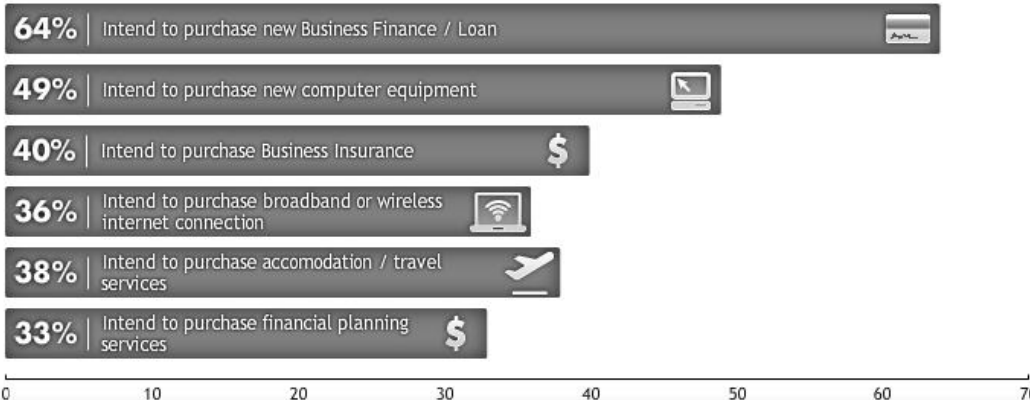 64% Intend to purchase new Business Finance / Loan
49% Intend to purchase new computer equipment
40% Intend to purchase Business Insurance
36% Intend to purchase broadband or wireless
internet connection
38% Intend to purchase accomodation / travel
services
33% Intend to purchase financial planning
services
0 10 20 30 40 50 60